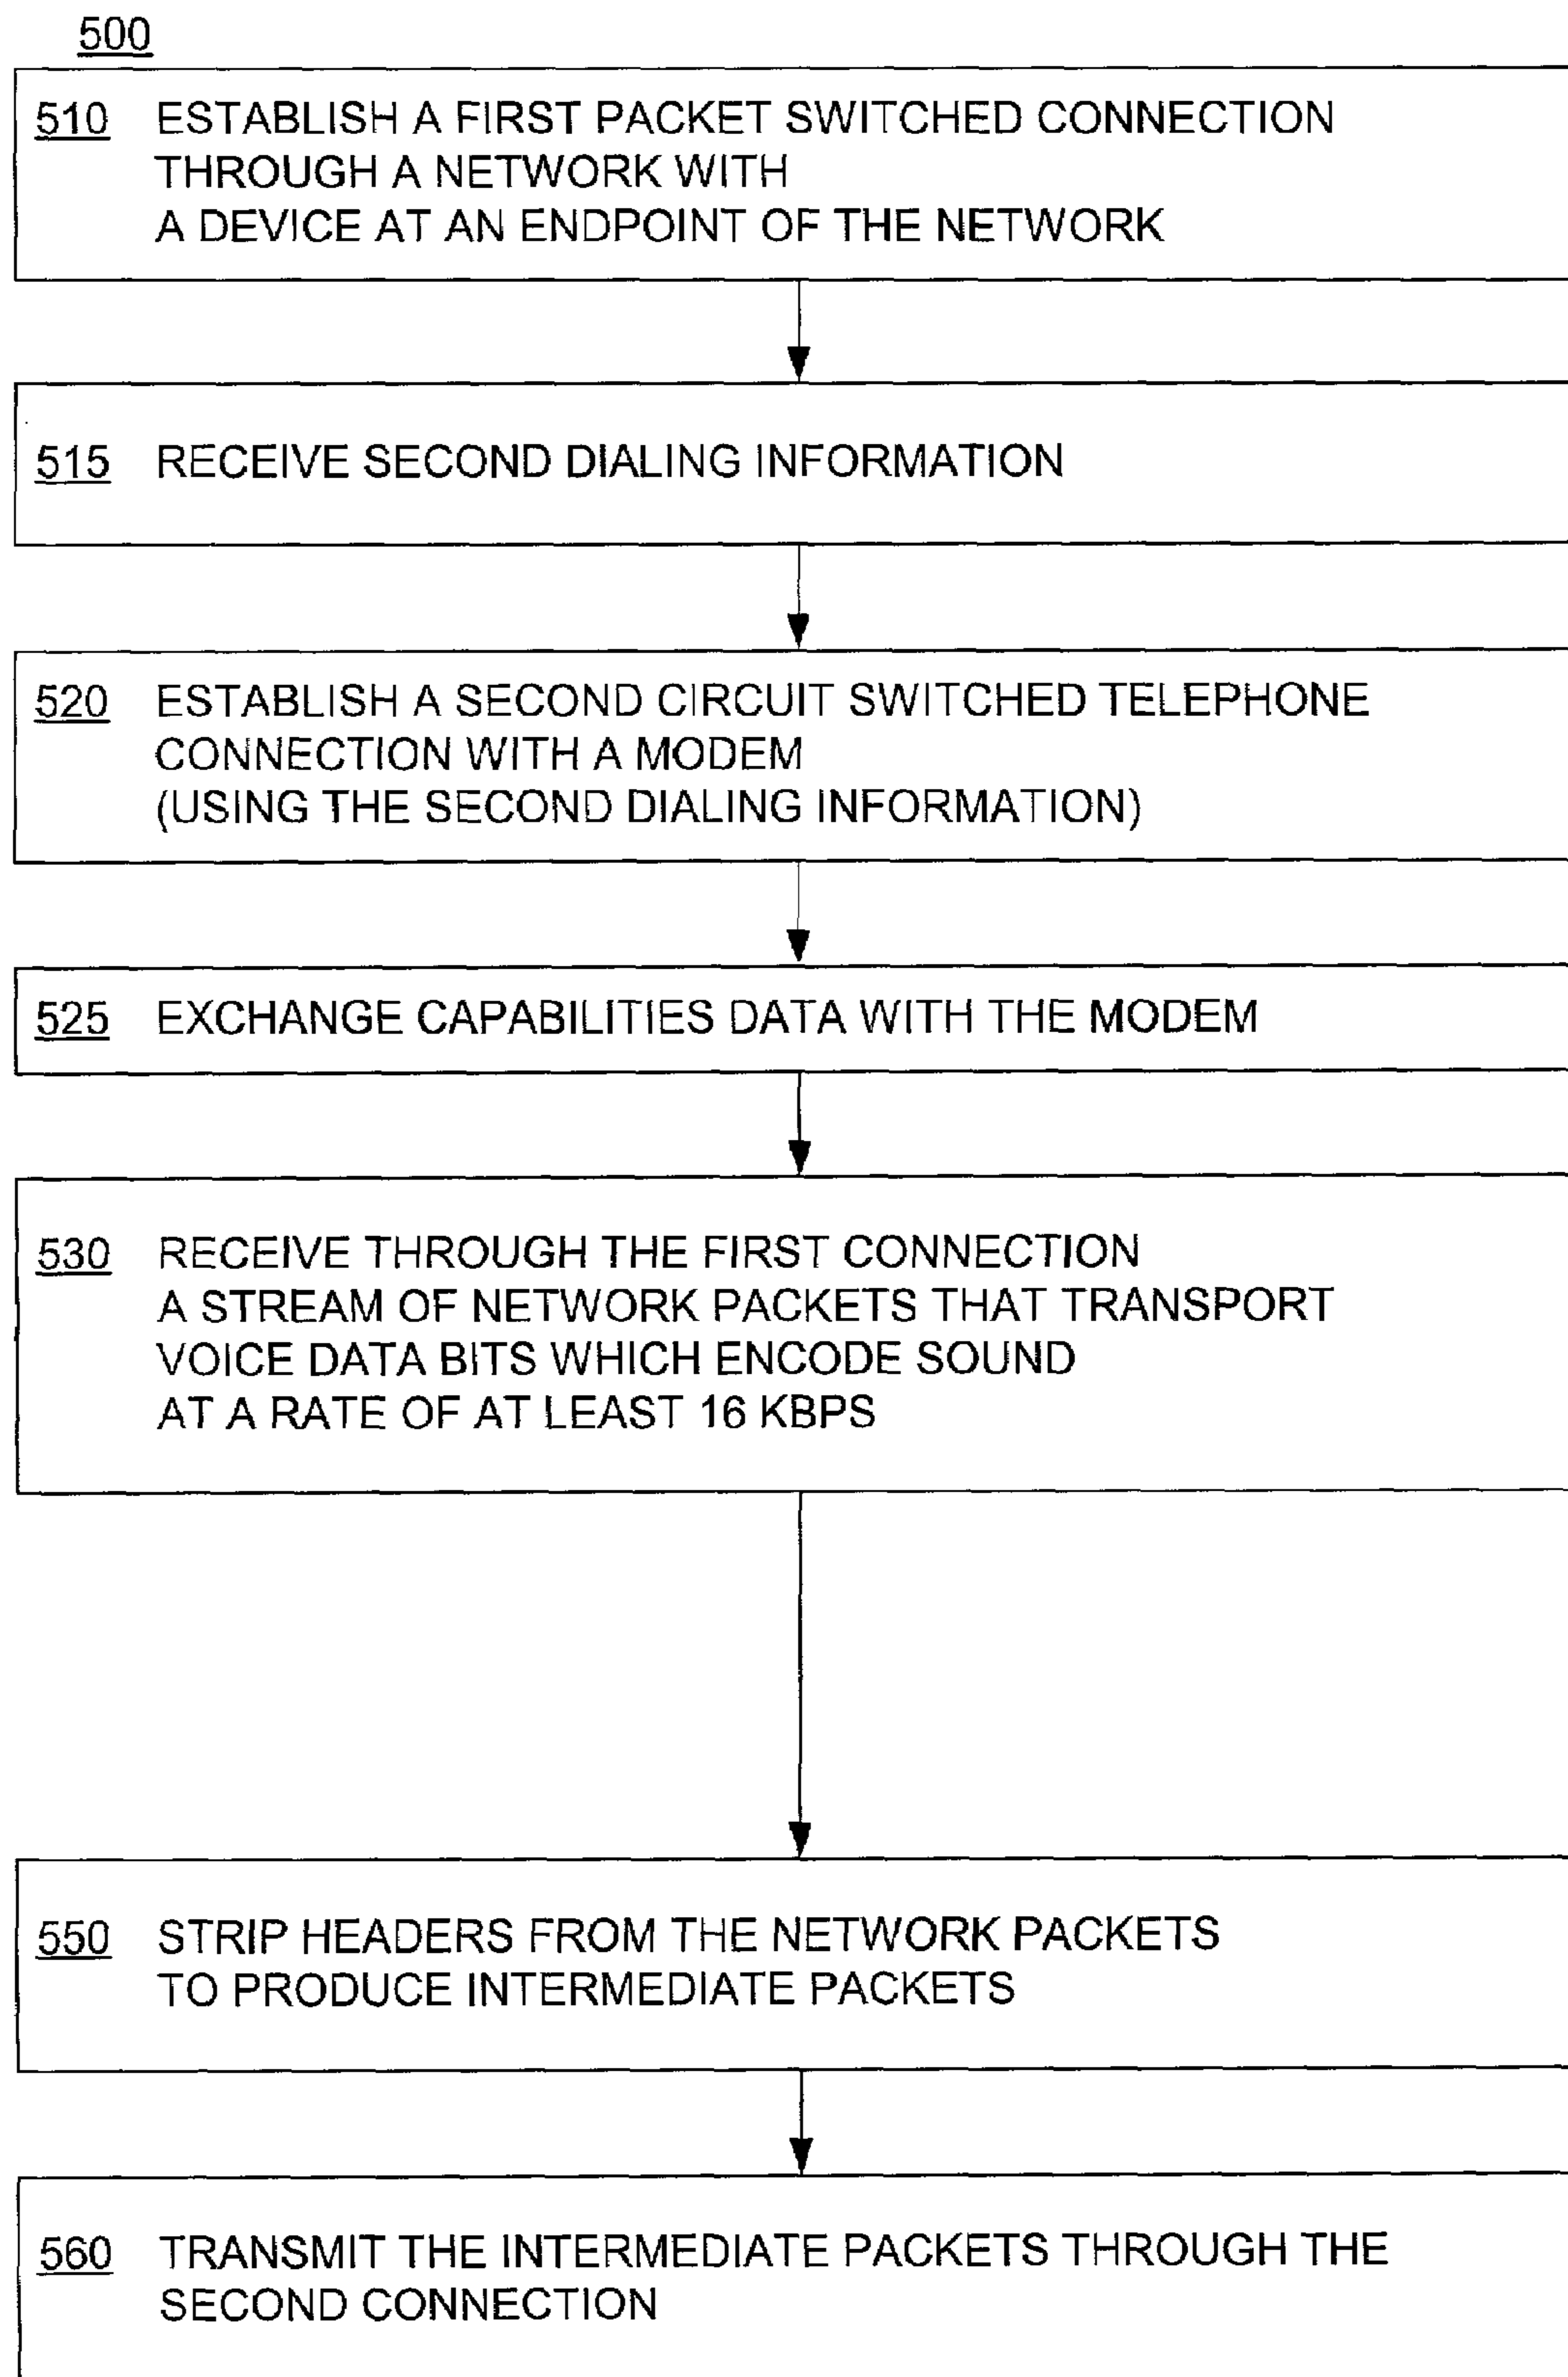 500
510 ESTABLISH A FIRST PACKET SWITCHED CONNECTION
THROUGH A NETWORK WITH
A DEVICE AT AN ENDPOINT OF THE NETWORK
515 RECEIVE SECOND DIALING INFORMATION
520 ESTABLISH A SECOND CIRCUIT SWITCHED TELEPHONE
CONNECTION WITH A MODEM
(USING THE SECOND DIALING INFORMATION)
525 EXCHANGE CAPABILITIES DATA WITH THE MODEM
530 RECEIVE THROUGH THE FIRST CONNECTION
A STREAM OF NETWORK PACKETS THAT TRANSPORT
VOICE DATA BITS WHICH ENCODE SOUND
AT A RATE OF AT LEAST 16 KBPS
550 STRIP HEADERS FROM THE NETWORK PACKETS
TO PRODUCE INTERMEDIATE PACKETS
560 TRANSMIT THE INTERMEDIATE PACKETS THROUGH THE
SECOND CONNECTION